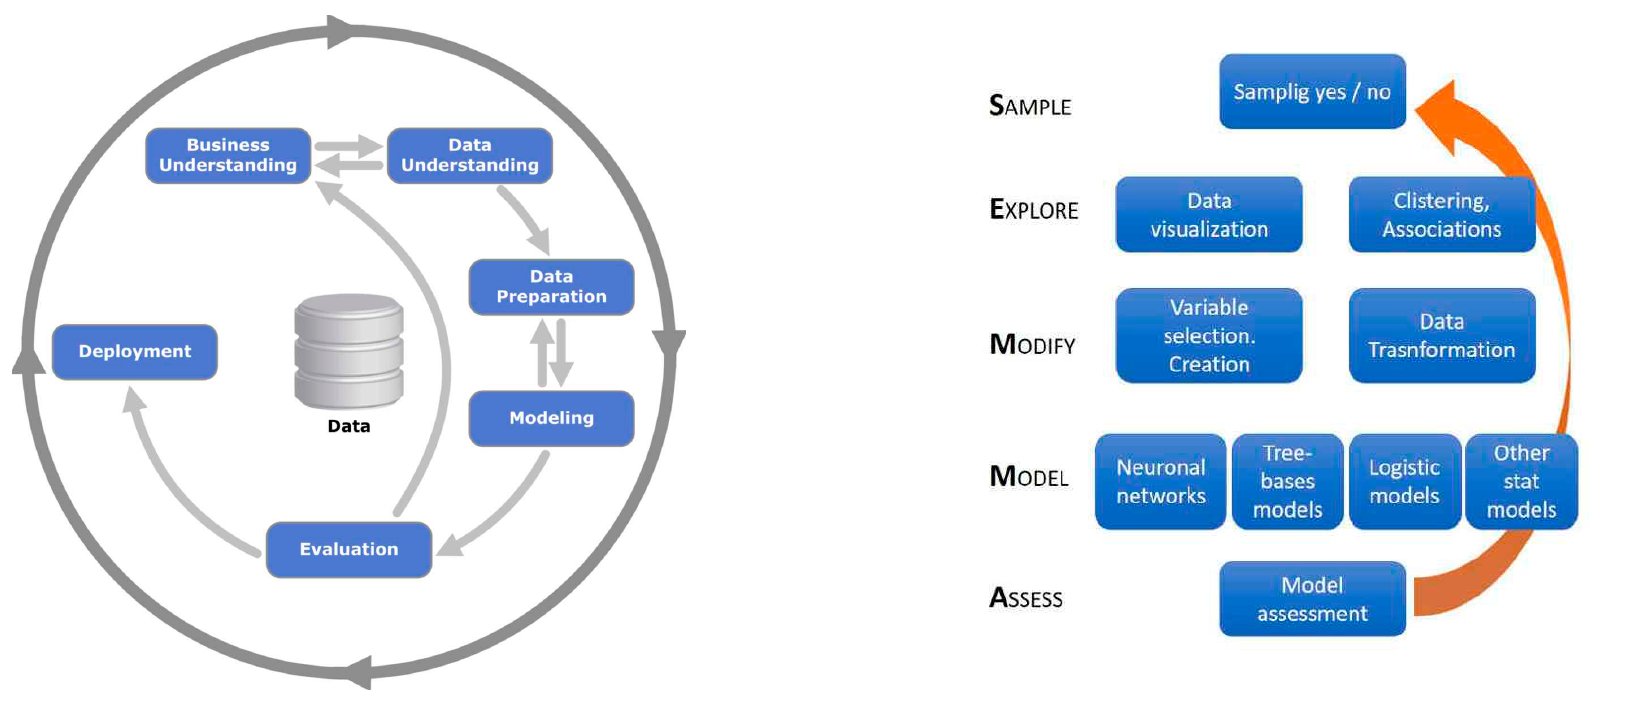 Business
Understanding
Data
Understanding
Data
Preparation
Modeling
Evaluation
Deployment
Data
SAMPLE
Samplig yes / no
EXPLORE
Data
visualization
Clistering,
Associations
MODIFY
Variable
selection.
Creation
Data
Trasnformation
MODEL
Neuronal
networks
Tree-
bases
models
Logistic
models
Other
stat
models
ASSESS
Model
assessment